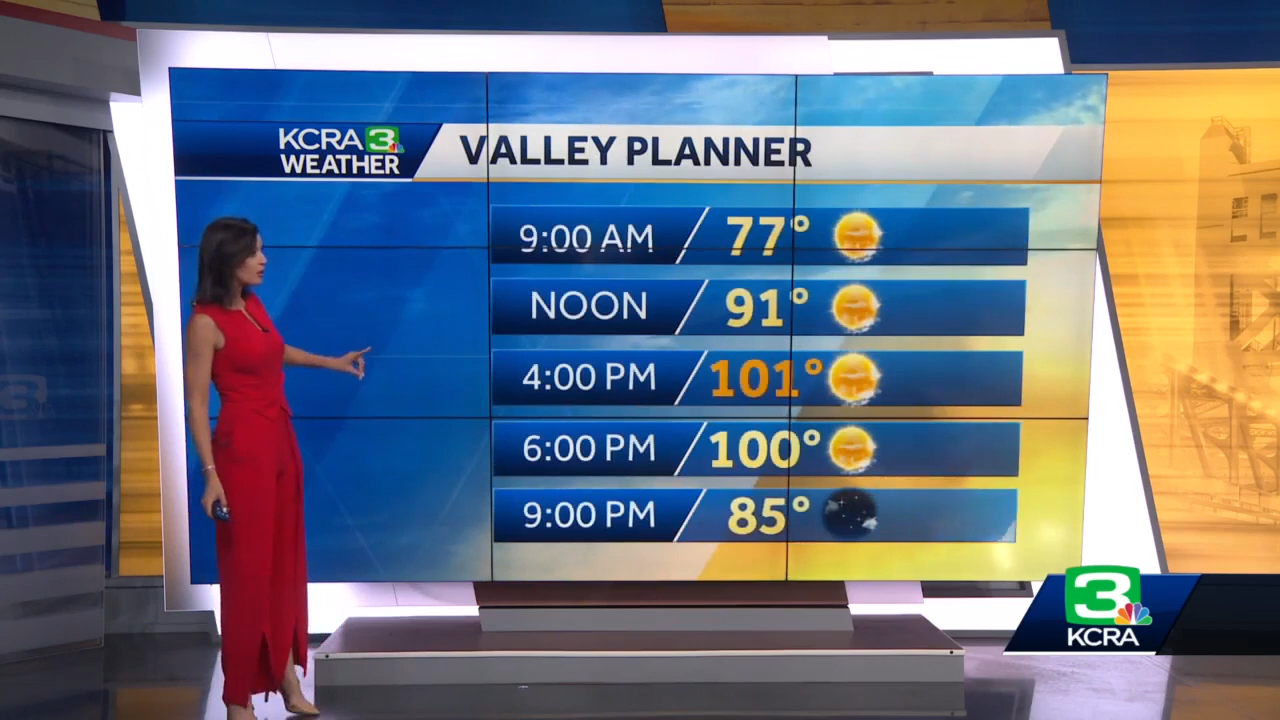 KCRA 3
WEATHER
VALLEY PLANNER
9:00 AM 77°
NOON 91°
4:00 PM 101°
6:00 PM 100°
9:00 PM 85°
3
KCRA
3